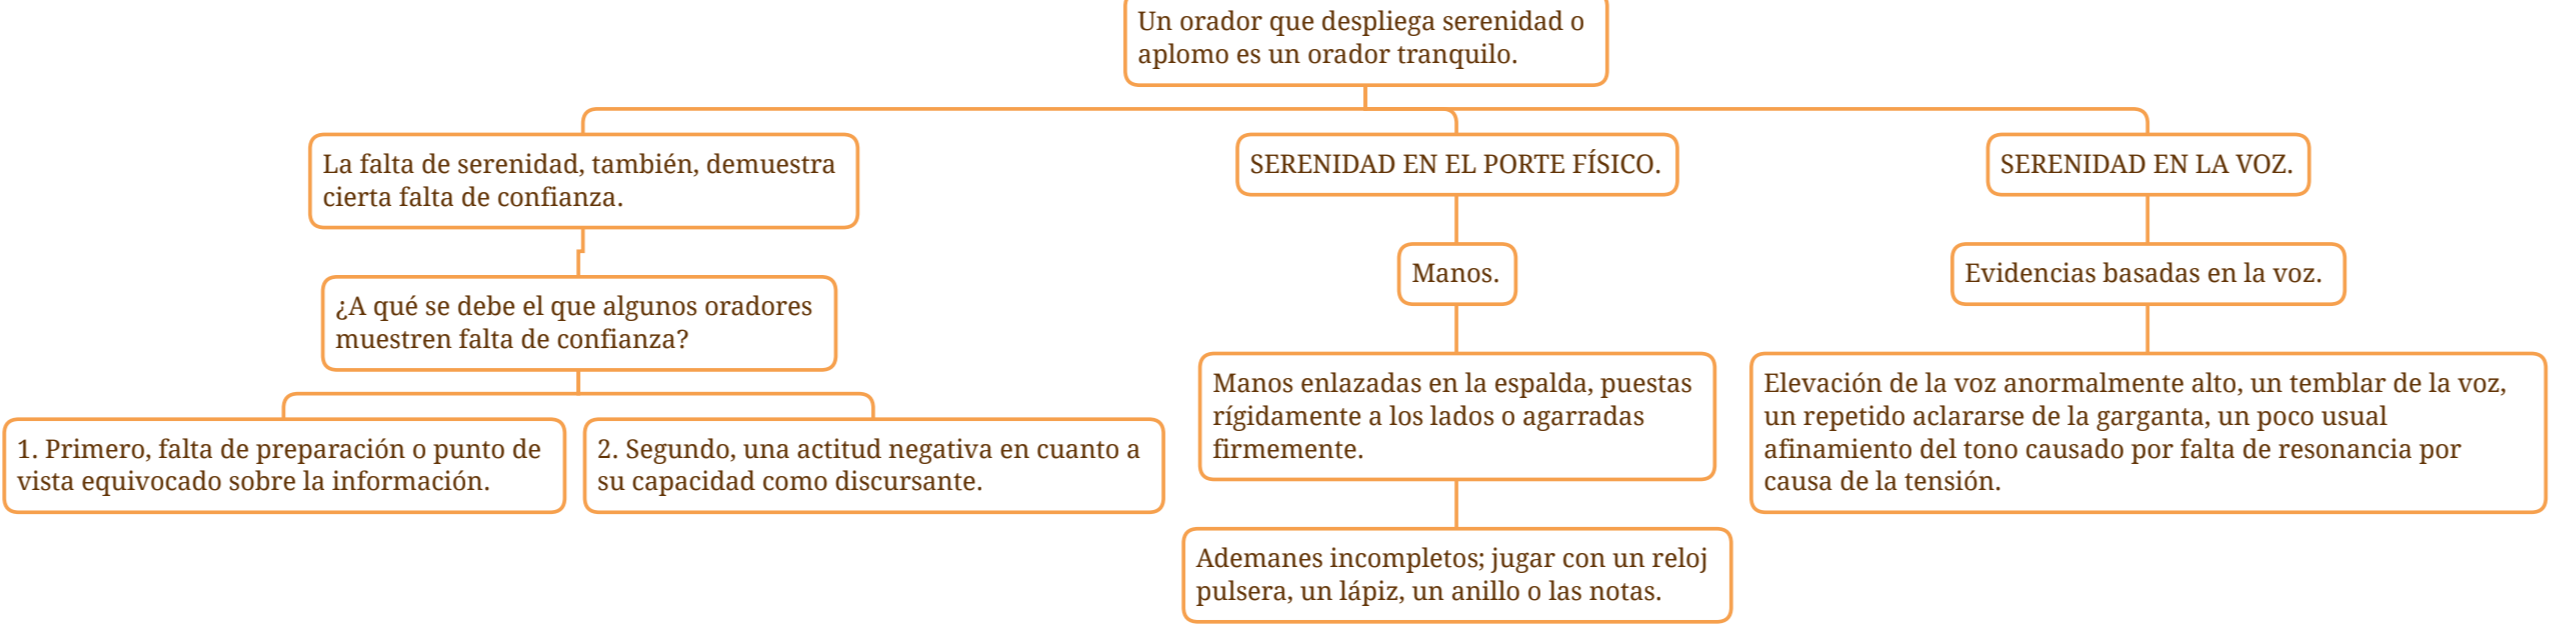 Un orador que despliega serenidad o
aplomo es un orador tranquilo.
La falta de serenidad, también, demuestra
cierta falta de confianza.
¿A qué se debe el que algunos oradores
muestren falta de confianza?
1. Primero, falta de preparación o punto de
vista equivocado sobre la información.
2. Segundo, una actitud negativa en cuanto a
su capacidad como discursante.
SERENIDAD EN EL PORTE FÍSICO.
Manos.
Manos enlazadas en la espalda, puestas
rígidamente a los lados o agarradas
firmemente.
Ademanes incompletos; jugar con un reloj
pulsera, un lápiz, un anillo o las notas.
SERENIDAD EN LA VOZ.
Evidencias basadas en la voz.
Elevación de la voz anormalmente alto, un temblar de la voz,
un repetido aclararse de la garganta, un poco usual
afinamiento del tono causado por falta de resonancia por
causa de la tensión.